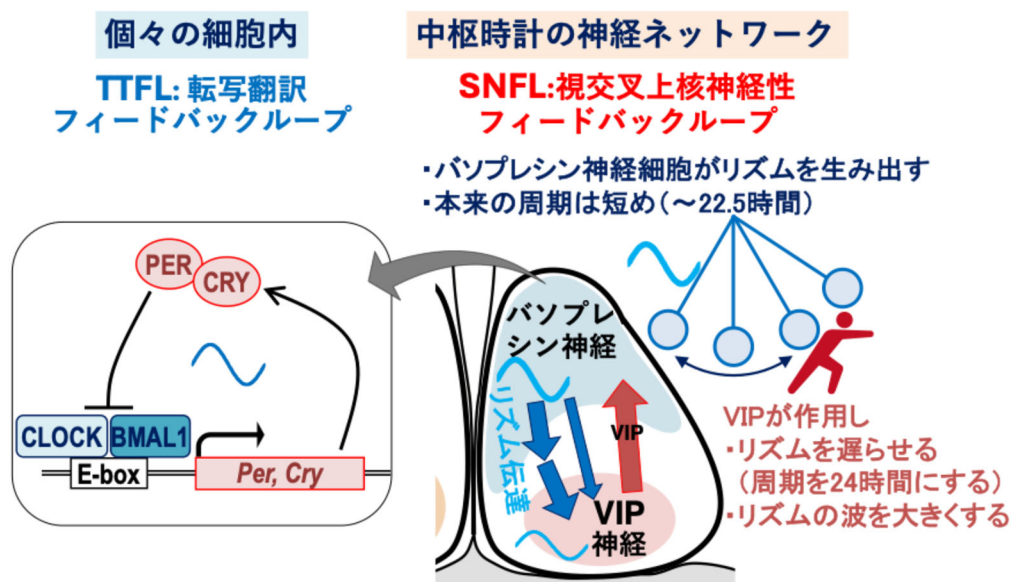 個々の細胞内
TTFL: 転写翻訳
フィードバックループ
PER
CRY
CLOCK
BMAL1
E-box
Per, Cry
中枢時計の神経ネットワーク
SNFL:視交叉上核神経性
フィードバックループ
・バソプレシン神経細胞がリズムを生み出す
・本来の周期は短め（～22.5時間）
バソプレ
シン神経
リズム伝達
VIP
VIP
神経
VIPが作用し
・リズムを遅らせる
（周期を24時間にする）
・リズムの波を大きくする